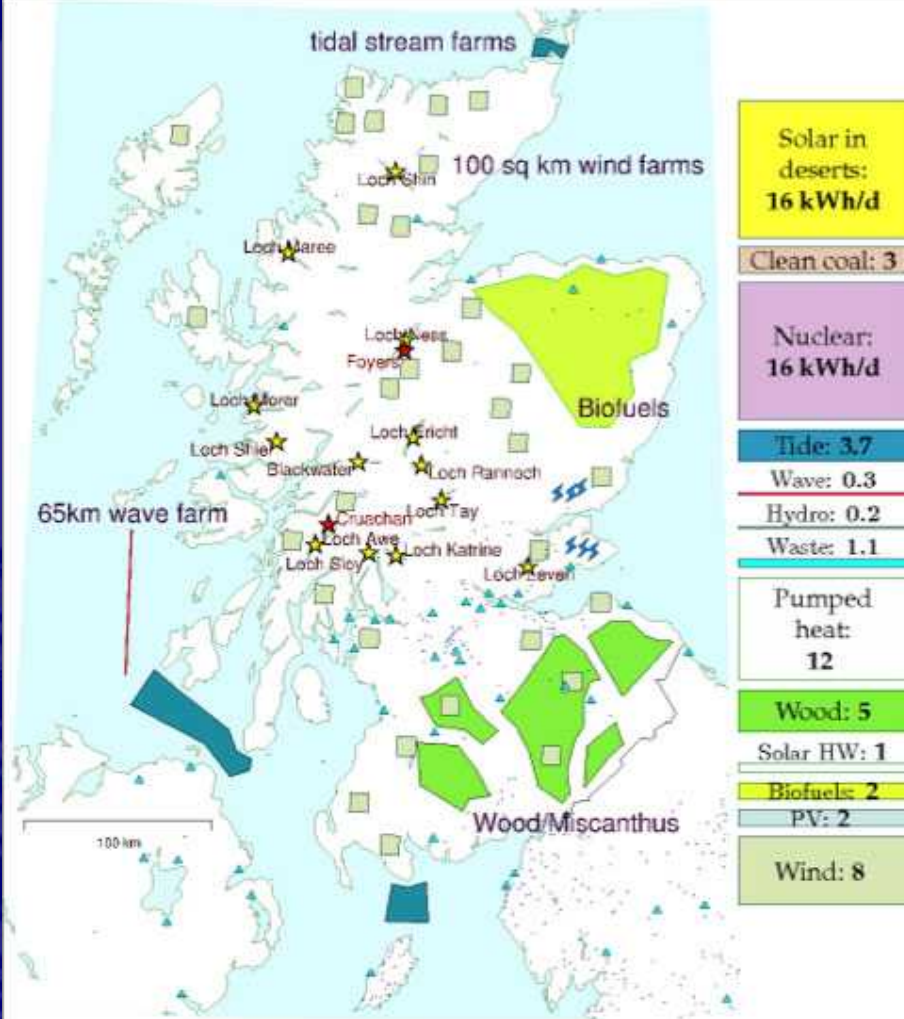 tidal stream farms
100 sq km wind farms
Loch Shin
Loch Maree
Loch Ness
Foyers
Biofuels
Loch Morar
Loch Ericht
Loch Shiel
Blackwater
Loch Rannoch
65km wave farm
Loch Tay
Cruachan
Loch Awe
Loch Katrine
Loch Sloy
Loch Leven
Wood/Miscanthus
100 km
Solar in
deserts:
16 kWh/d
Clean coal: 3
Nuclear:
16 kWh/d
Tide: 3.7
Wave: 0.3
Hydro: 0.2
Waste: 1.1
Pumped
heat:
12
Wood: 5
Solar HW: 1
Biofuels: 2
PV: 2
Wind: 8